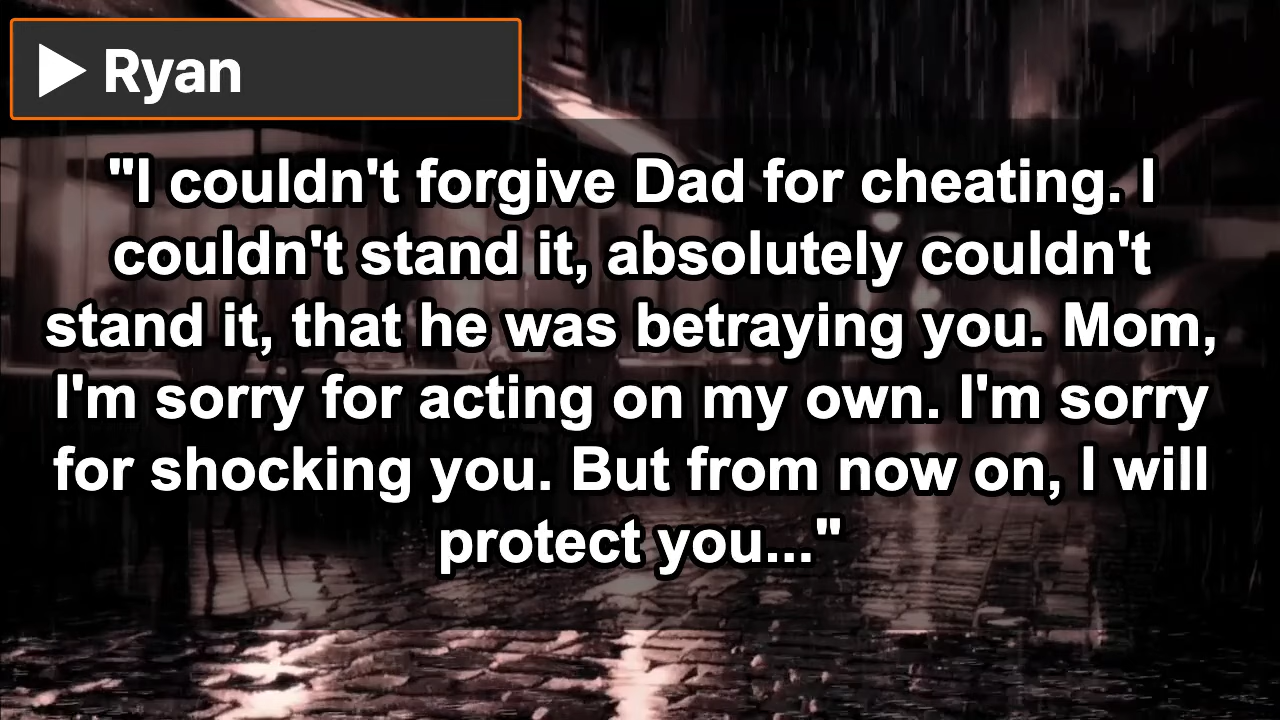 Ryan
"I couldn't forgive Dad for cheating. I
couldn't stand it, absolutely couldn't
stand it, that he was betraying you. Mom,
I'm sorry for acting on my own. I'm sorry
for shocking you. But from now on, I will
protect you..."